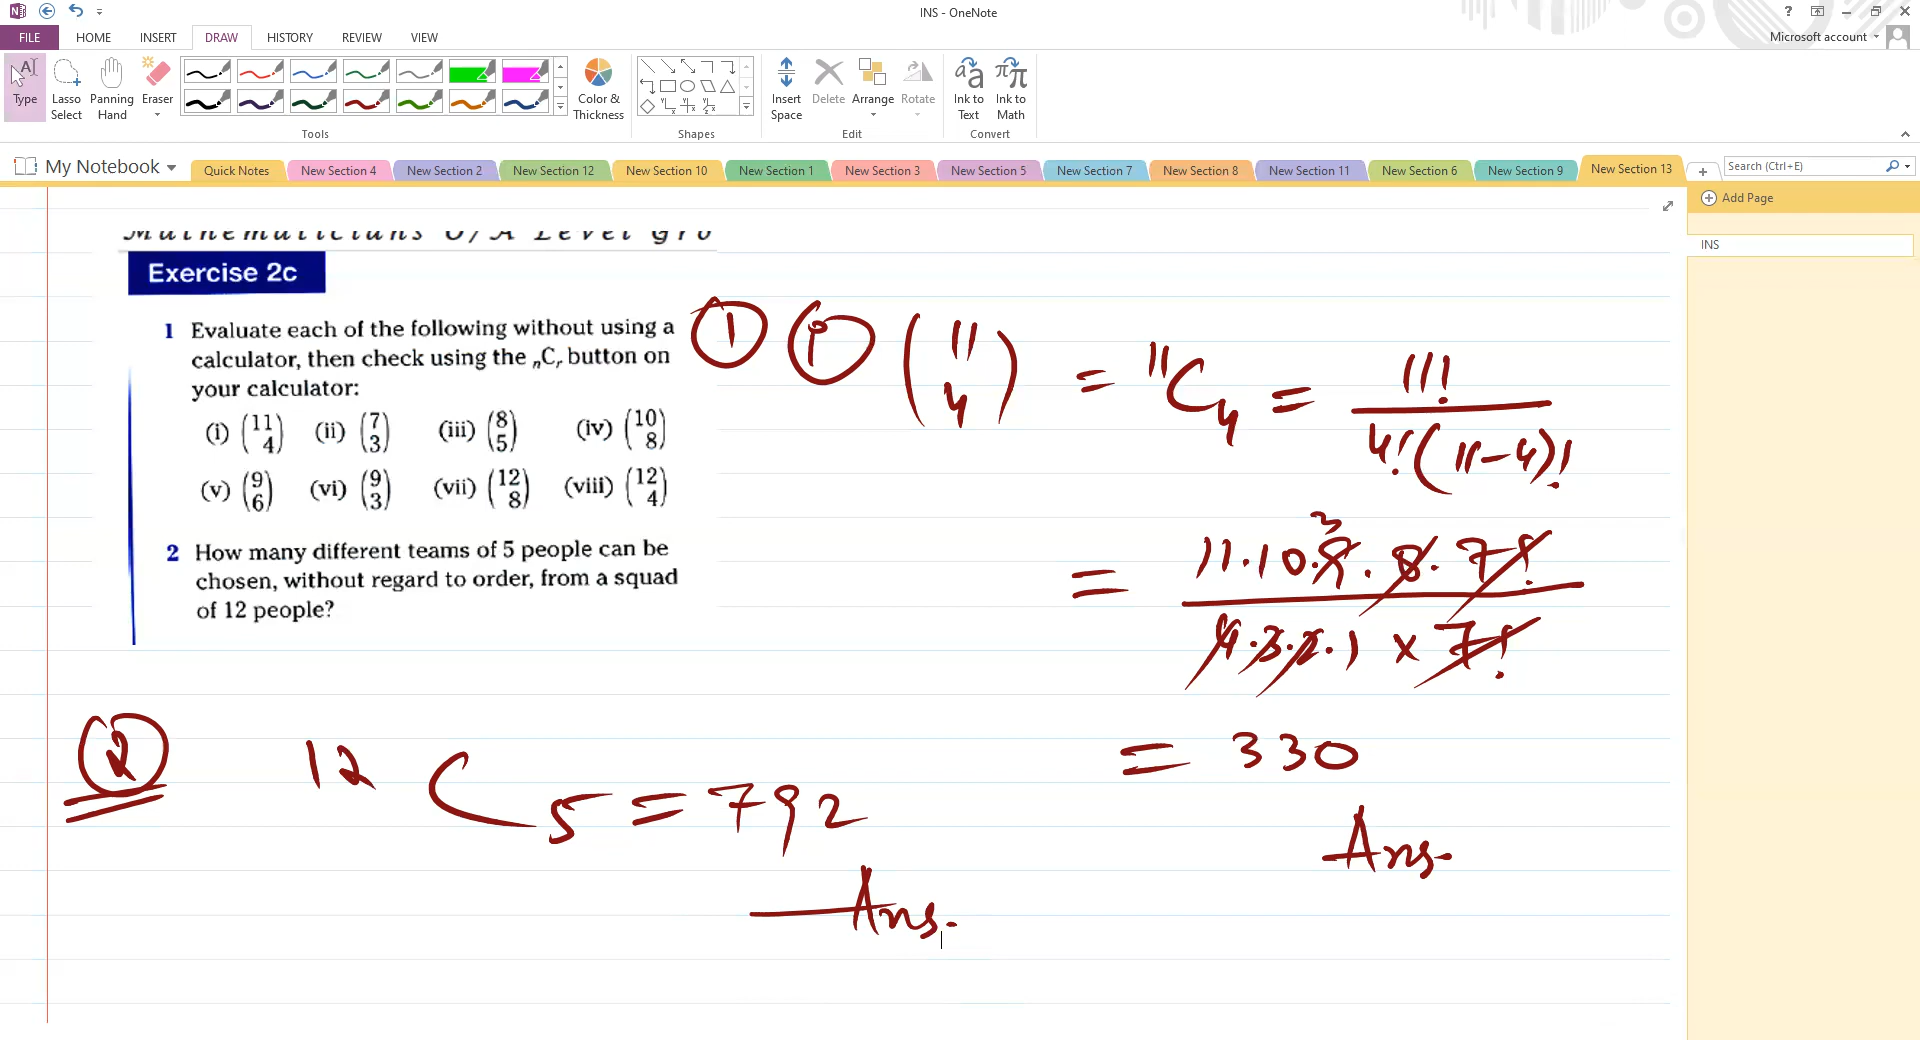 INS - OneNote
?
Microsoft account
FILE HOME INSERT DRAW HISTORY REVIEW VIEW
Type
Lasso Select
Panning Hand
Eraser
Color & Thickness
Insert Space
Delete
Arrange
Rotate
Ink to Text
Ink to Math
Tools
Shapes
Edit
Convert
My Notebook
Quick Notes New Section 4 New Section 2 New Section 12 New Section 10 New Section 1 New Section 3 New Section 5 New Section 7 New Section 8 New Section 11 New Section 6 New Section 9 New Section 13
Search (Ctrl+E)
Add Page
INS
Mathematicians O/A Level Gro
Exercise 2c
1 Evaluate each of the following without using a
calculator, then check using the nCr button on
your calculator:
(i) (11 4) (ii) (7 3) (iii) (8 5) (iv) (10 8)
(v) (9 6) (vi) (9 3) (vii) (12 8) (viii) (12 4)
2 How many different teams of 5 people can be
chosen, without regard to order, from a squad
of 12 people?
① ⓘ (11 4) = ¹¹C₄ = 11! / 4!(11-4)!
= 11.10.9.8.7! / 4.3.2.1 x 7!
3
= 330
Ans.
② 12 C 5 = 792
Ans.